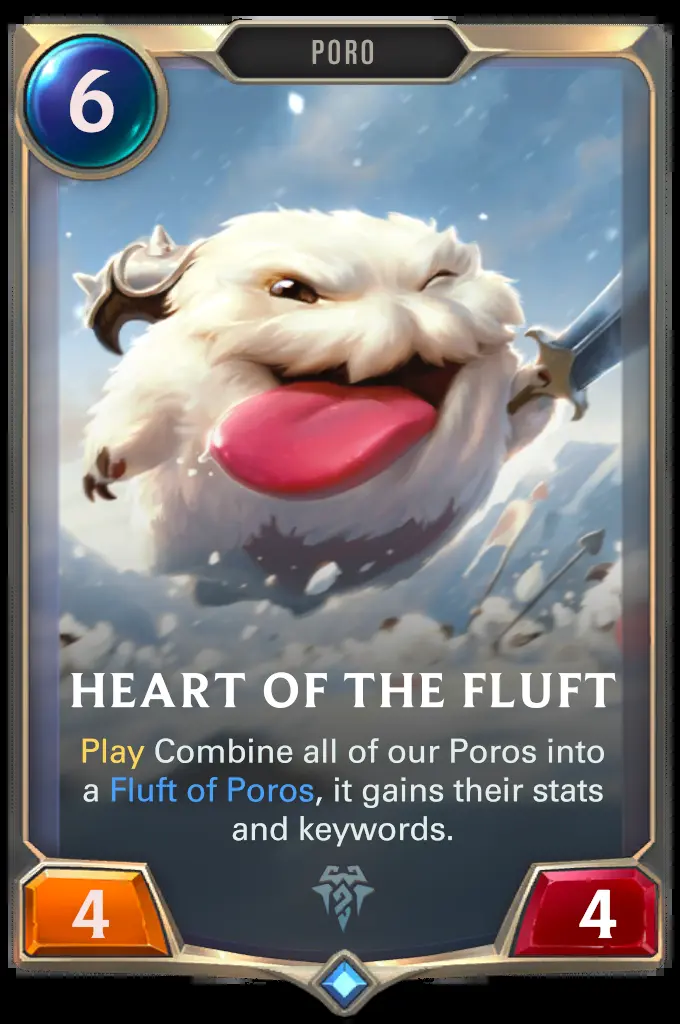 PORO
6
HEART OF THE FLUFT
Play Combine all of our Poros into
a Fluft of Poros, it gains their stats
and keywords.
4
4